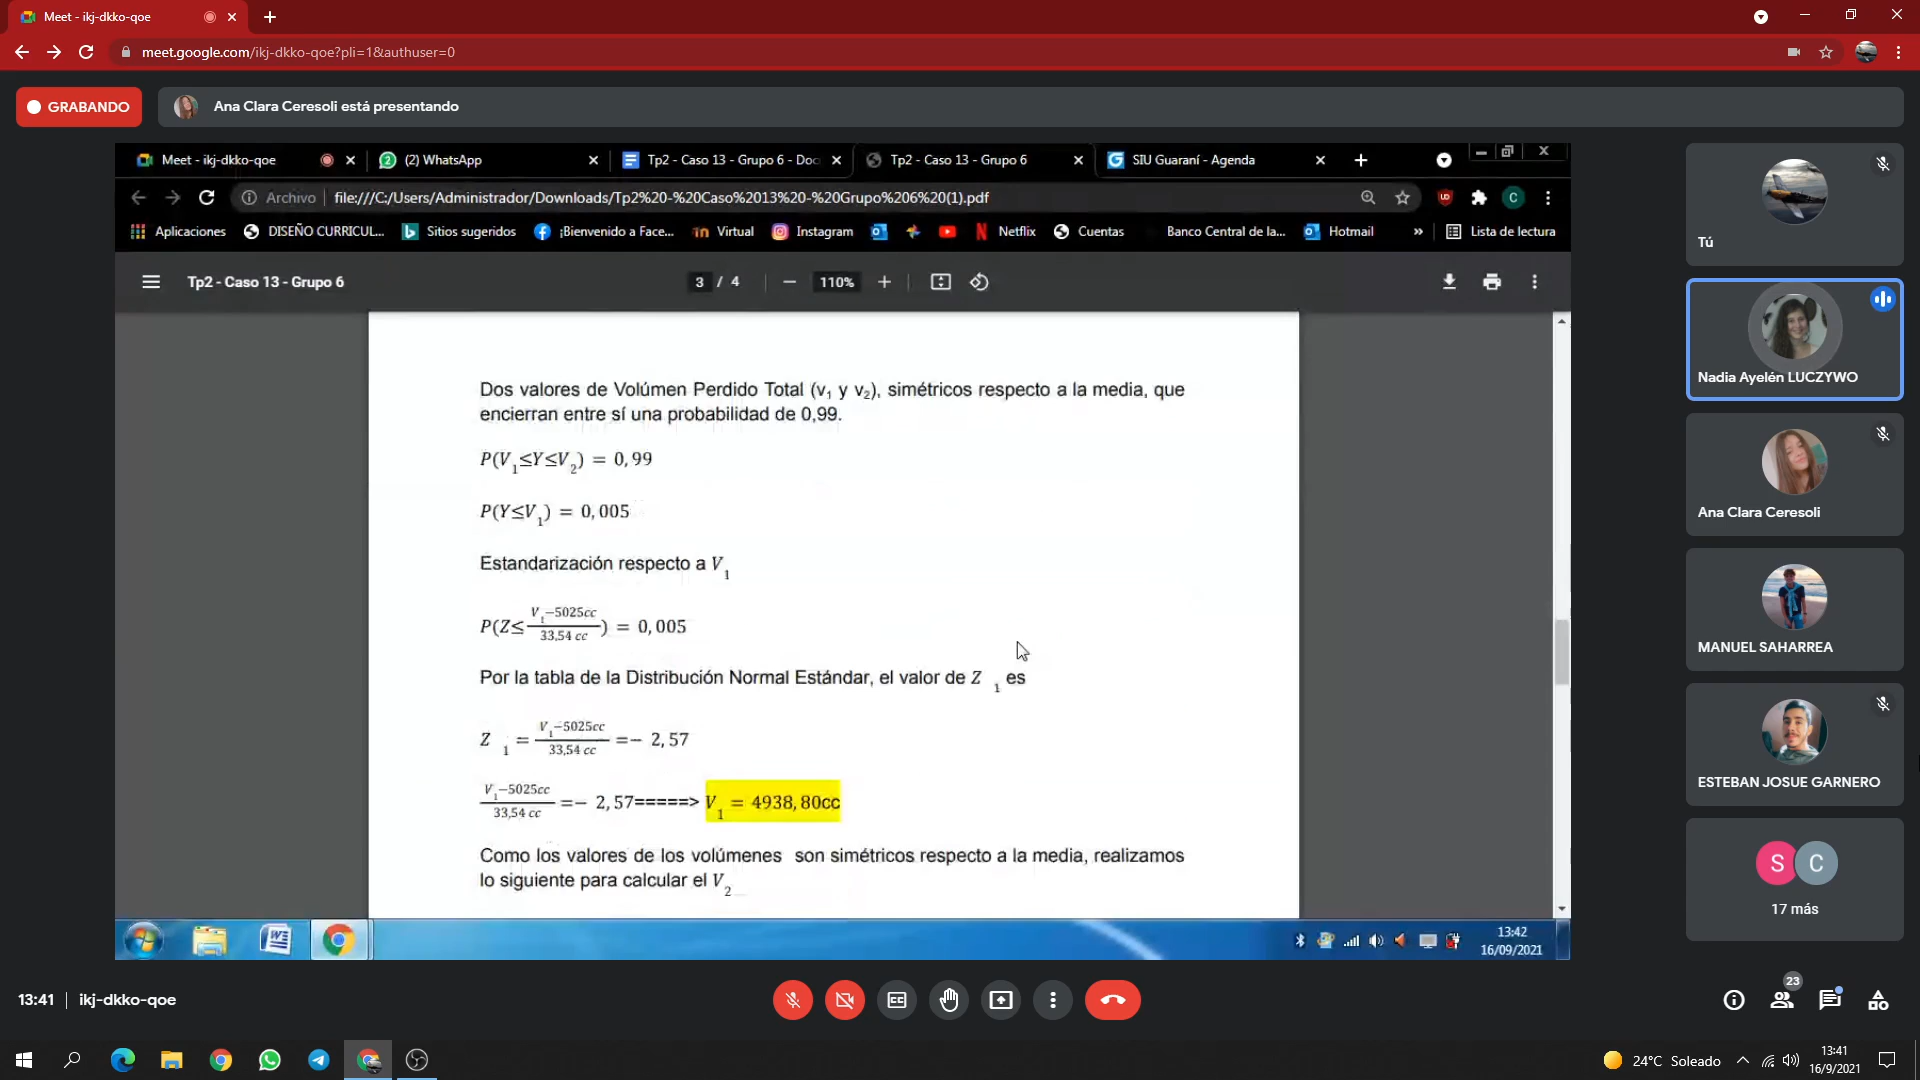 Meet - ikj-dkko-qoe
meet.google.com/ikj-dkko-qoe?pli=1&authuser=0
GRABANDO
Ana Clara Ceresoli está presentando
Meet - ikj-dkko-qoe
(2) WhatsApp
Tp2 - Caso 13 - Grupo 6 - Doc
Tp2 - Caso 13 - Grupo 6
SIU Guaraní - Agenda
Archivo
file:///C:/Users/Administrador/Downloads/Tp2%20-%20Caso%2013%20-%20Grupo%206%20(1).pdf
C
Aplicaciones
DISEÑO CURRICUL...
Sitios sugeridos
¡Bienvenido a Face...
Virtual
Instagram
Netflix
Cuentas
Banco Central de la...
Hotmail
»
Lista de lectura
Tp2 - Caso 13 - Grupo 6
3 / 4
110%
Dos valores de Volúmen Perdido Total (v₁ y v₂), simétricos respecto a la media, que
encierran entre sí una probabilidad de 0,99.
P(V₁≤Y≤V₂) = 0,99
P(Y≤V₁) = 0,005
Estandarización respecto a V₁
P(Z≤ (V₁−5025cc)/(33,54 cc)) = 0,005
Por la tabla de la Distribución Normal Estándar, el valor de Z ₁ es
Z ₁ = (V₁−5025cc)/(33,54 cc) =− 2,57
(V₁−5025cc)/(33,54 cc) =− 2,57=====> V₁ = 4938,80cc
Como los valores de los volúmenes son simétricos respecto a la media, realizamos
lo siguiente para calcular el V₂
13:42
16/09/2021
Tú
Nadia Ayelén LUCZYWO
Ana Clara Ceresoli
MANUEL SAHARREA
ESTEBAN JOSUE GARNERO
S C
17 más
13:41 | ikj-dkko-qoe
23
24°C Soleado
13:41
16/9/2021